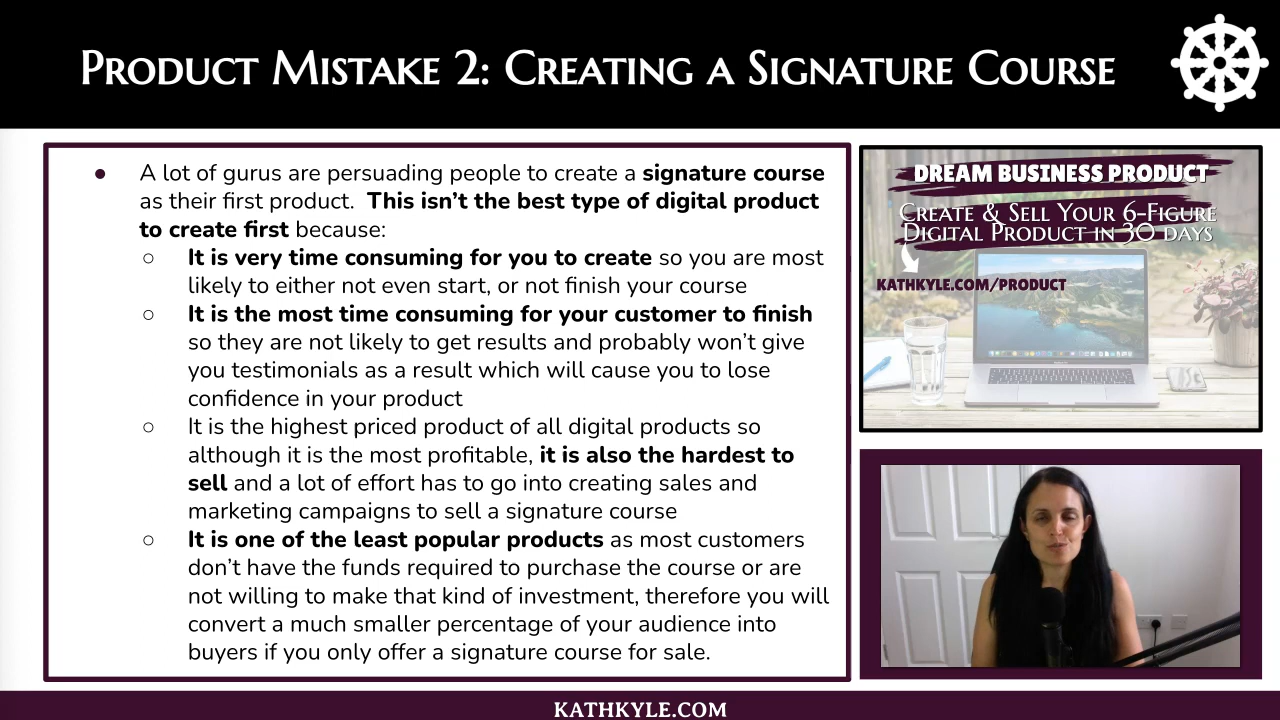 Product Mistake 2: Creating a Signature Course
● A lot of gurus are persuading people to create a signature course
as their first product. This isn’t the best type of digital product
to create first because:
○ It is very time consuming for you to create so you are most
likely to either not even start, or not finish your course
○ It is the most time consuming for your customer to finish
so they are not likely to get results and probably won’t give
you testimonials as a result which will cause you to lose
confidence in your product
○ It is the highest priced product of all digital products so
although it is the most profitable, it is also the hardest to
sell and a lot of effort has to go into creating sales and
marketing campaigns to sell a signature course
○ It is one of the least popular products as most customers
don’t have the funds required to purchase the course or are
not willing to make that kind of investment, therefore you will
convert a much smaller percentage of your audience into
buyers if you only offer a signature course for sale.
DREAM BUSINESS PRODUCT
Create & Sell Your 6-Figure
Digital Product in 30 days
KATHKYLE.COM/PRODUCT
KATHKYLE.COM